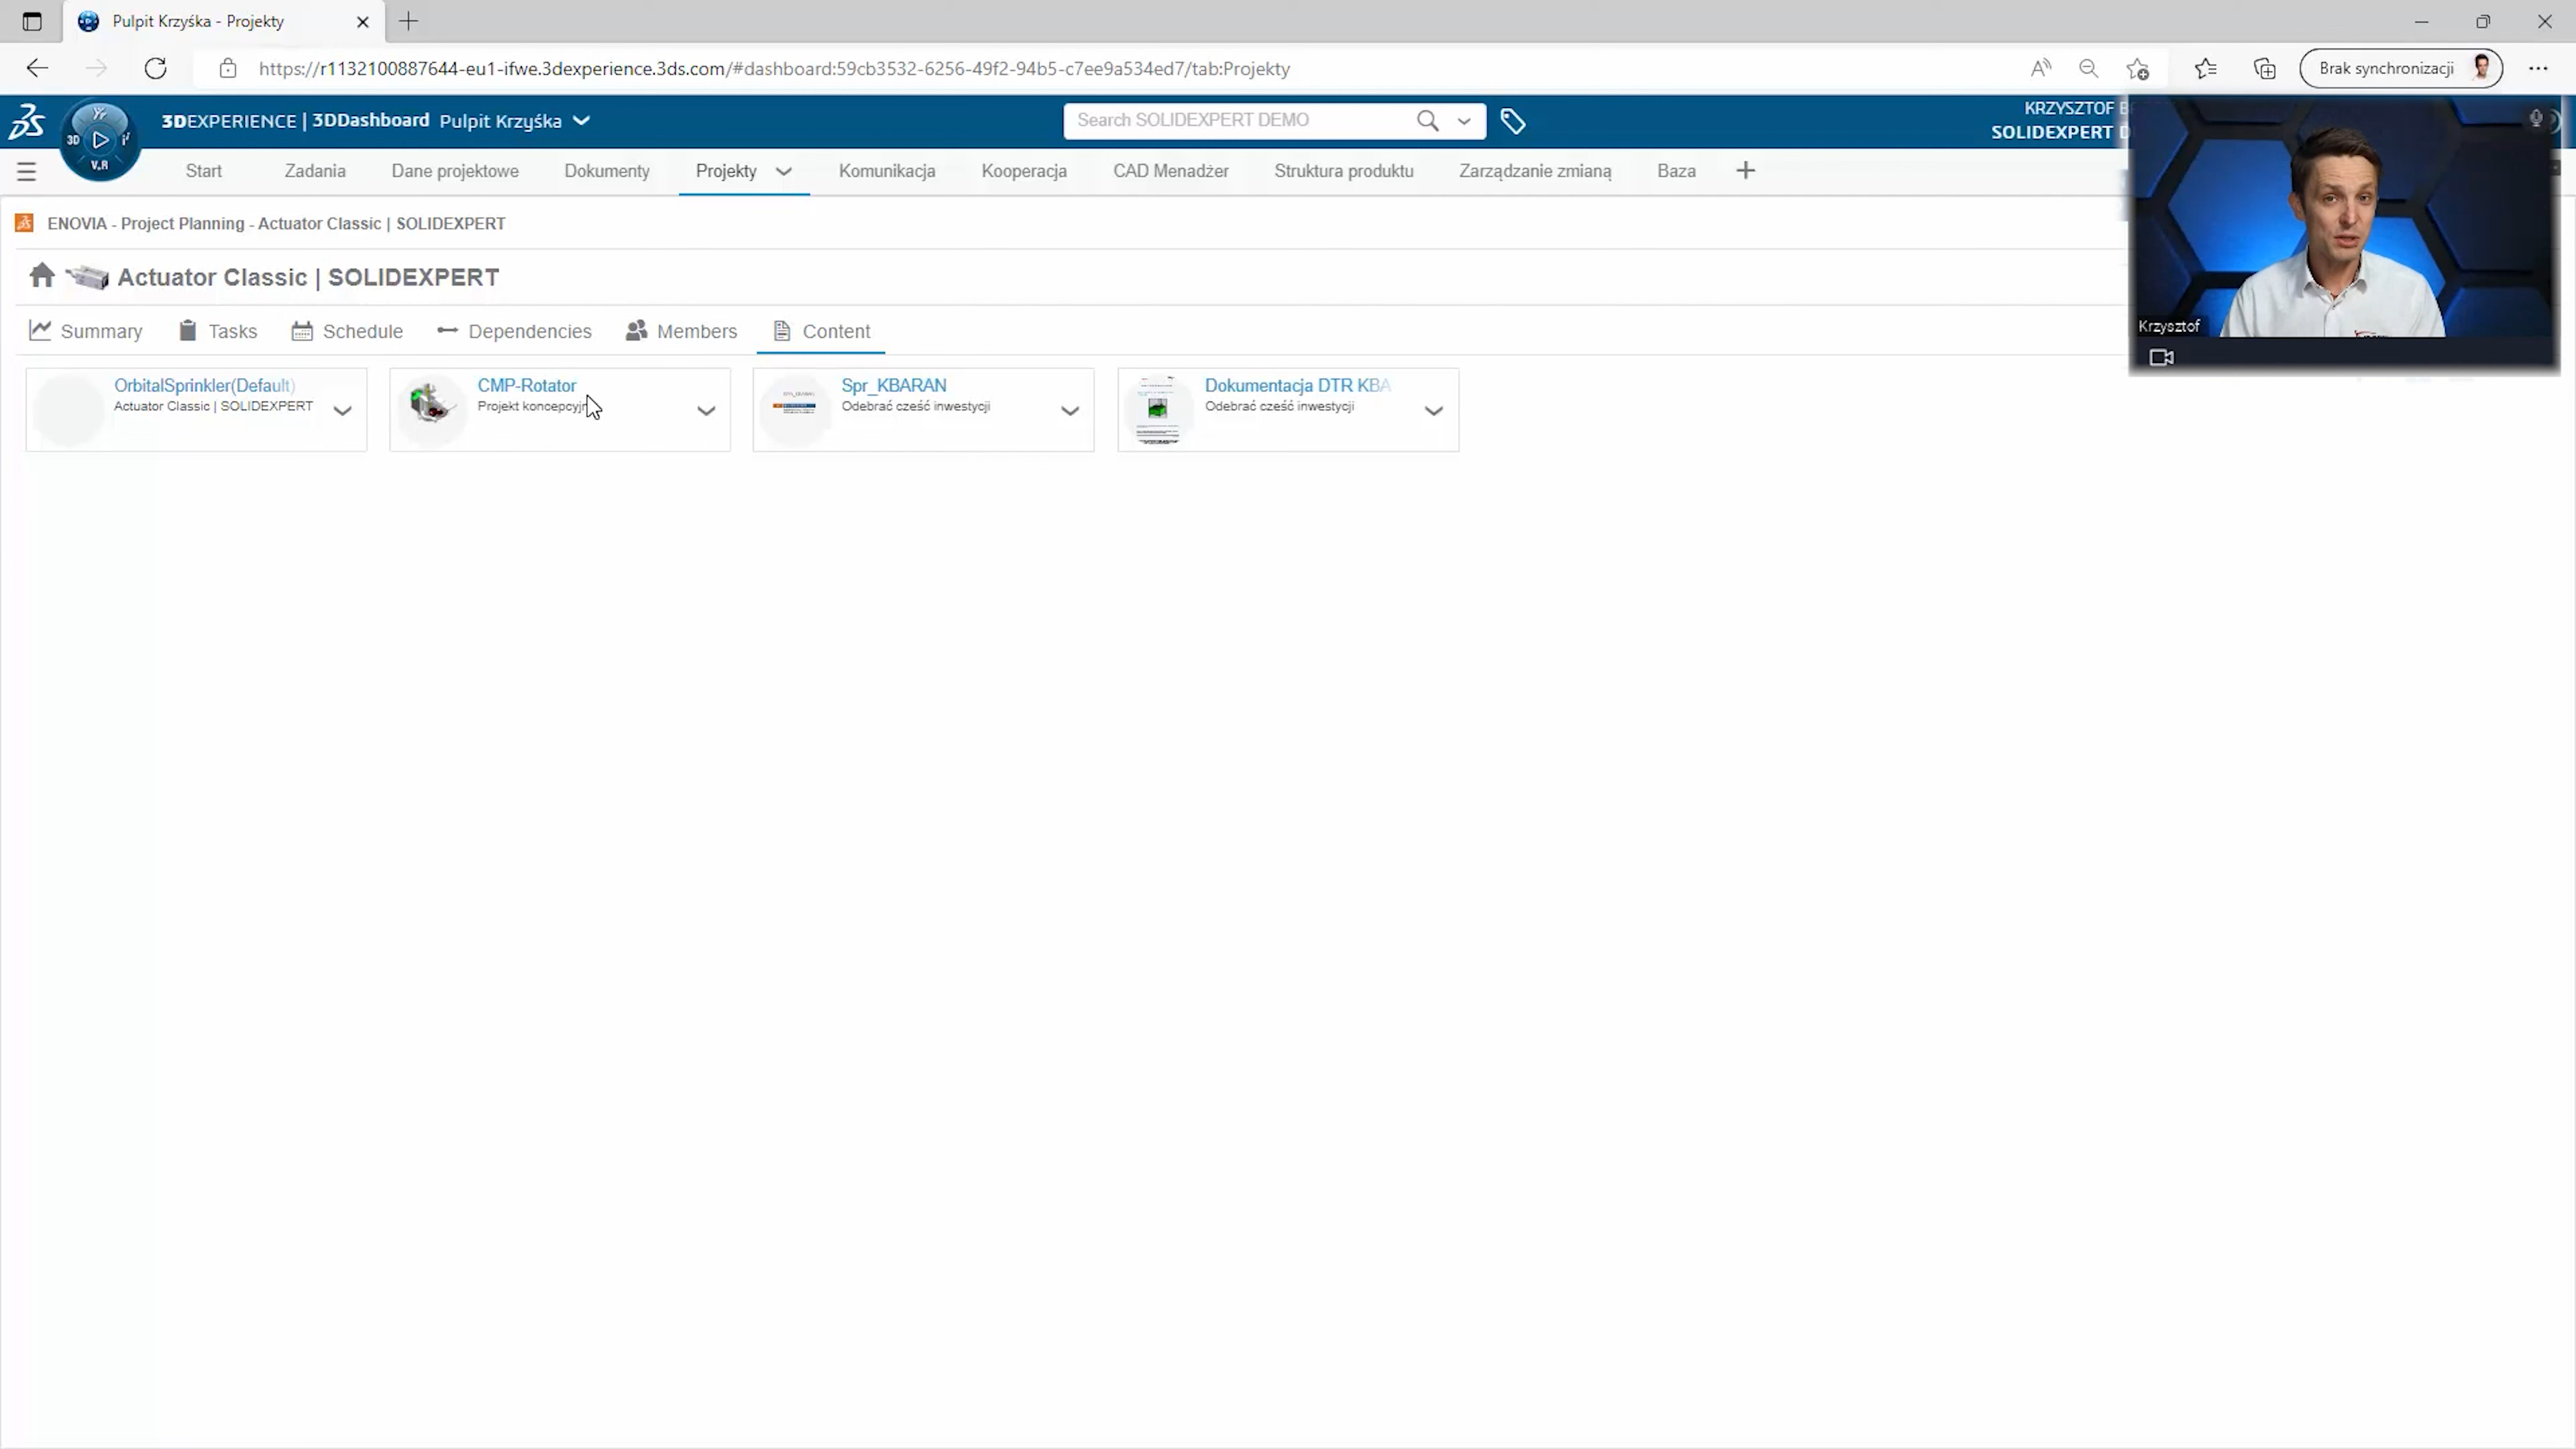 Pulpit Krzyśka - Projekty
https://r1132100887644-eu1-ifwe.3dexperience.3ds.com/#dashboard:59cb3532-6256-49f2-94b5-c7ee9a534ed7/tab:Projekty
Brak synchronizacji
3D
V.R
3DEXPERIENCE | 3DDashboard Pulpit Krzyśka
Search SOLIDEXPERT DEMO
KRZYSZTOF
SOLIDEXPERT
Start
Zadania
Dane projektowe
Dokumenty
Projekty
Komunikacja
Kooperacja
CAD Menadżer
Struktura produktu
Zarządzanie zmianą
Baza
ENOVIA - Project Planning - Actuator Classic | SOLIDEXPERT
Actuator Classic | SOLIDEXPERT
Krzysztof
Summary
Tasks
Schedule
Dependencies
Members
Content
OrbitalSprinkler(Default)
Actuator Classic | SOLIDEXPERT
CMP-Rotator
Projekt
Spr_KBARAN
Odebrać cześć inwestycji
Dokumentacja DTR KBA
Odebrać cześć inwestycji